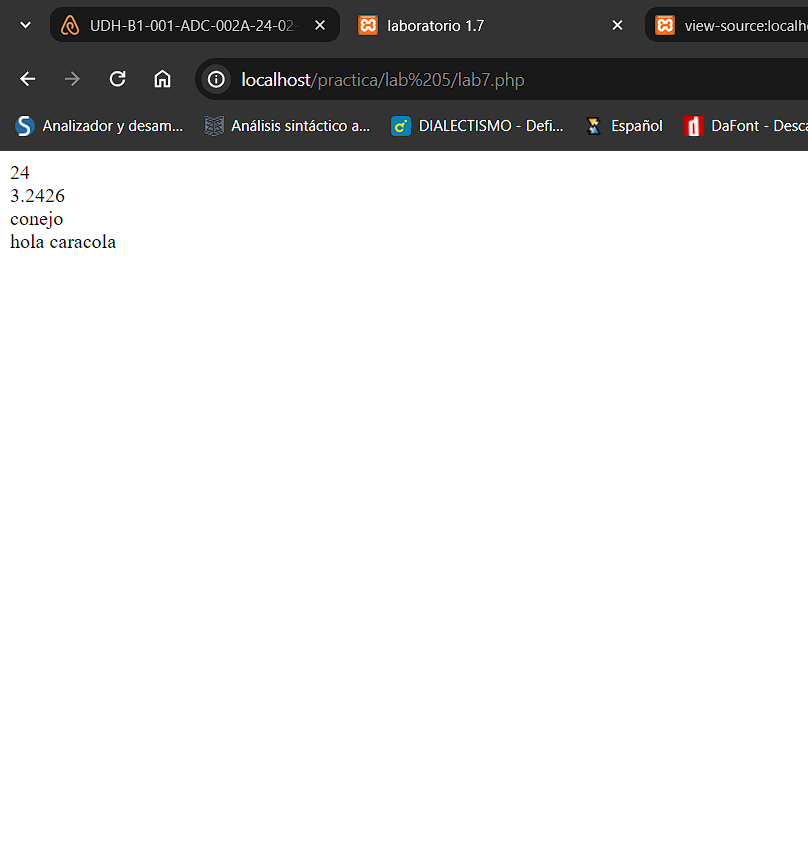 UDH-B1-001-ADC-002A-24-02-
laboratorio 1.7
view-source:localh
localhost/practica/lab%205/lab7.php
Analizador y desam...
Análisis sintáctico a...
DIALECTISMO - Defi...
Español
DaFont - Desca
24
3.2426
conejo
hola caracola